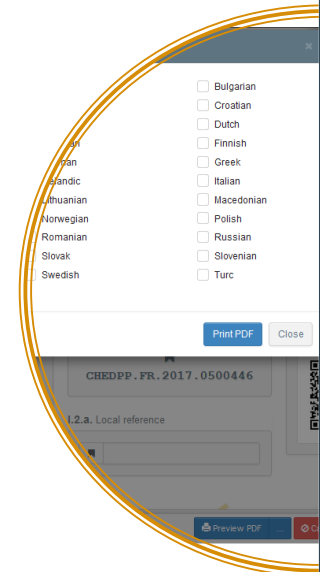 Bulgarian
Croatian
Dutch
Finnish
Greek
Italian
Lithuanian Macedonian
Norwegian Polish
Romanian Russian
Slovak Slovenian
Swedish Turc
Print PDF Close
CHEDPP.FR.2017.0500446
I.2.a. Local reference
Preview PDF ...